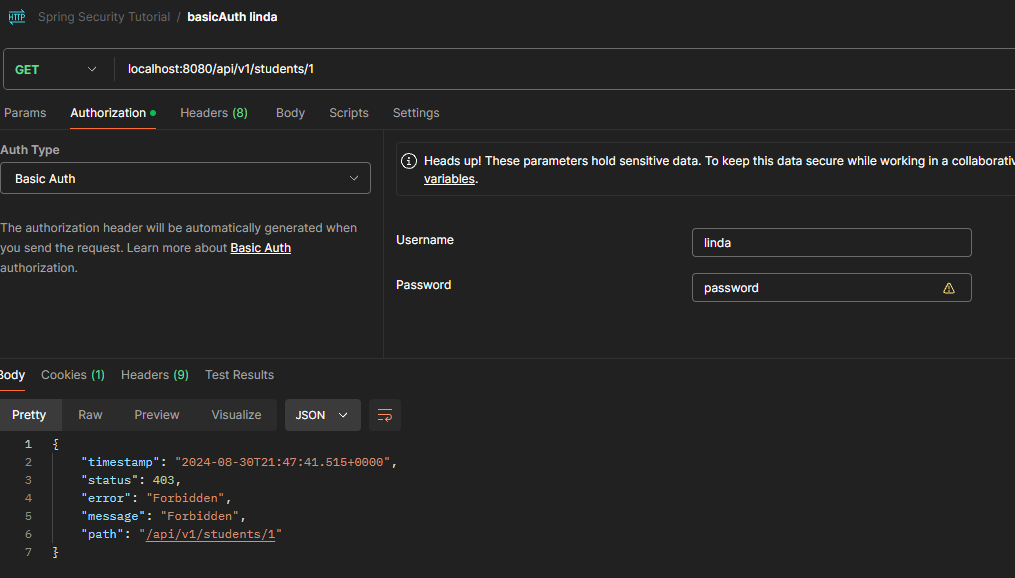 HTTP Spring Security Tutorial / basicAuth linda
GET localhost:8080/api/v1/students/1
Params Authorization Headers (8) Body Scripts Settings
Auth Type
Basic Auth
The authorization header will be automatically generated when
you send the request. Learn more about Basic Auth
authorization.
Heads up! These parameters hold sensitive data. To keep this data secure while working in a collaborativ
variables.
Username linda
Password password
Body Cookies (1) Headers (9) Test Results
Pretty Raw Preview Visualize JSON
1 {
2 "timestamp": "2024-08-30T21:47:41.515+0000",
3 "status": 403,
4 "error": "Forbidden",
5 "message": "Forbidden",
6 "path": "/api/v1/students/1"
7 }